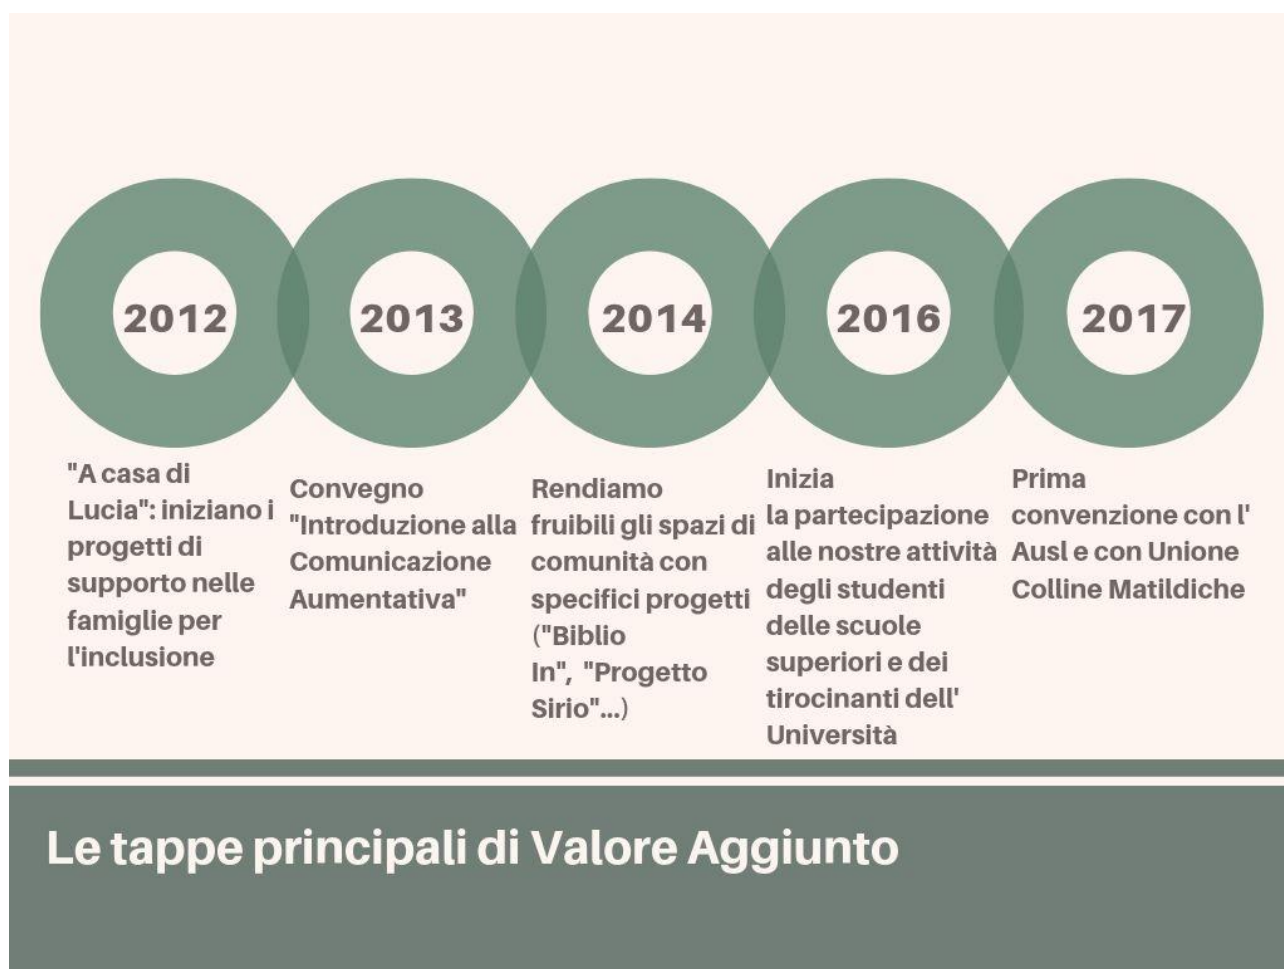 2012
"A casa di
Lucia": iniziano i
progetti di
supporto nelle
famiglie per
l'inclusione
2013
Convegno
"Introduzione alla
Comunicazione
Aumentativa"
2014
Rendiamo
fruibili gli spazi di
comunità con
specifici progetti
("Biblio
In", "Progetto
Sirio"...)
2016
Inizia
la partecipazione
alle nostre attività
degli studenti
delle scuole
superiori e dei
tirocinanti dell'
Università
2017
Prima
convenzione con l'
Ausl e con Unione
Colline Matildiche
Le tappe principali di Valore Aggiunto